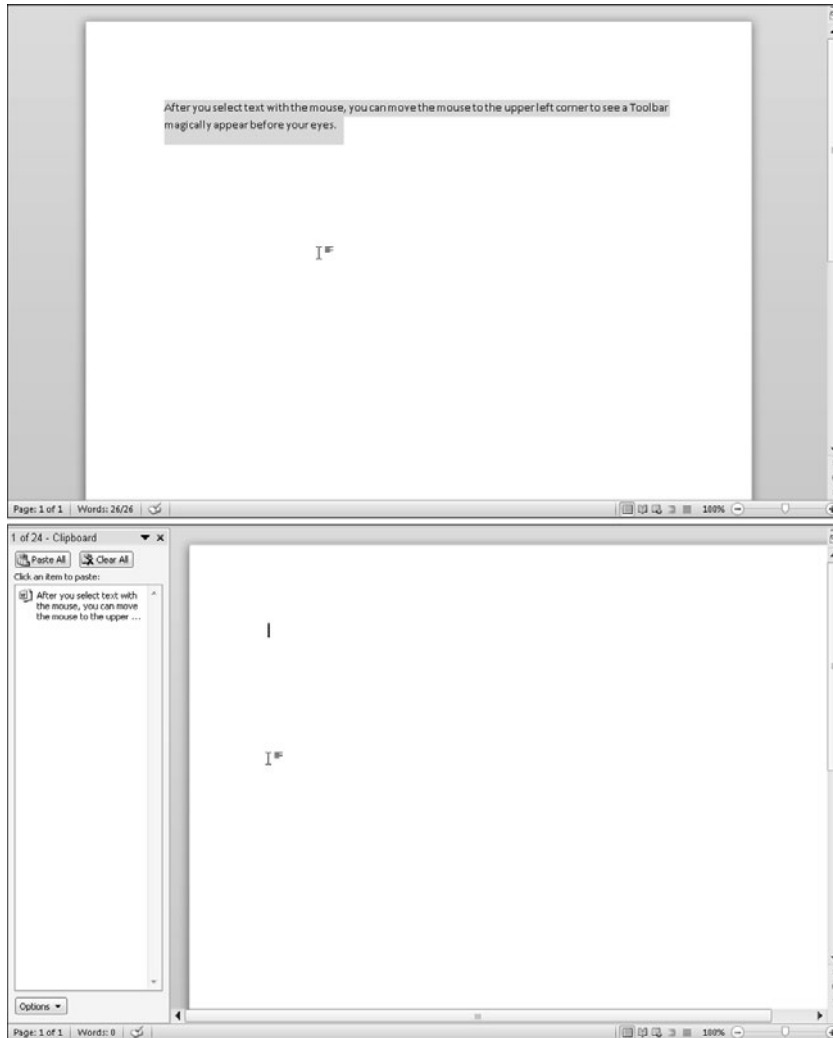 After you select text with the mouse, you can move the mouse to the upper left corner to see a Toolbar
magically appear before your eyes.
Page: 1 of 1 Words: 26/26 100%
1 of 24 - Clipboard
Paste All Clear All
Click an item to paste:
After you select text with
the mouse, you can move
the mouse to the upper ...
Options
Page: 1 of 1 Words: 0 100%